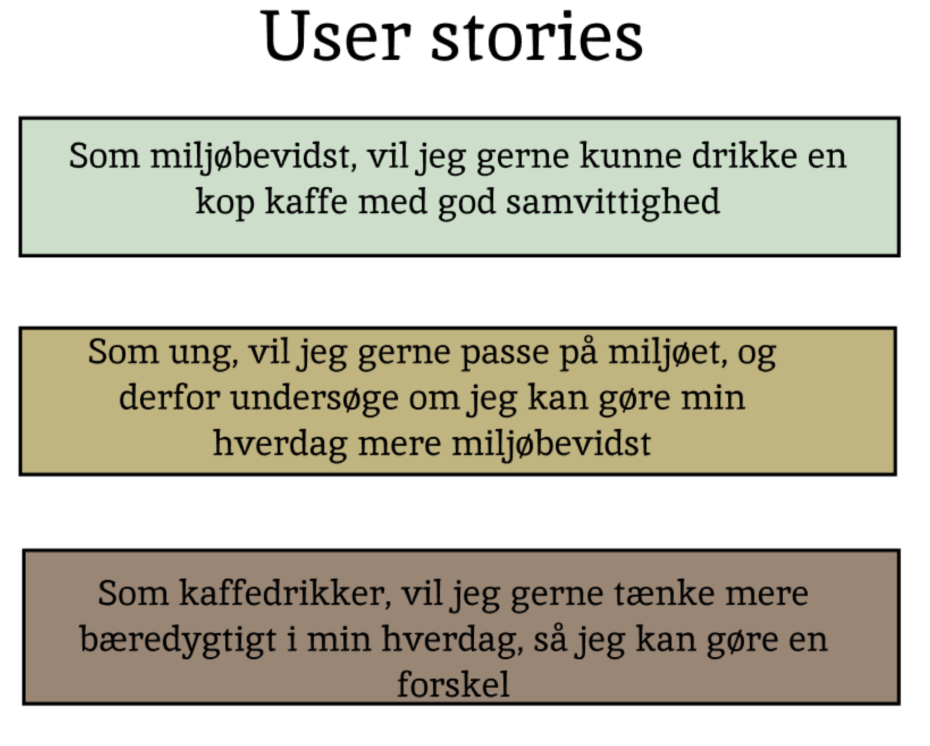 User stories
Som miljøbevidst, vil jeg gerne kunne drikke en
kop kaffe med god samvittighed
Som ung, vil jeg gerne passe på miljøet, og
derfor undersøge om jeg kan gøre min
hverdag mere miljøbevidst
Som kaffedrikker, vil jeg gerne tænke mere
bæredygtigt i min hverdag, så jeg kan gøre en
forskel